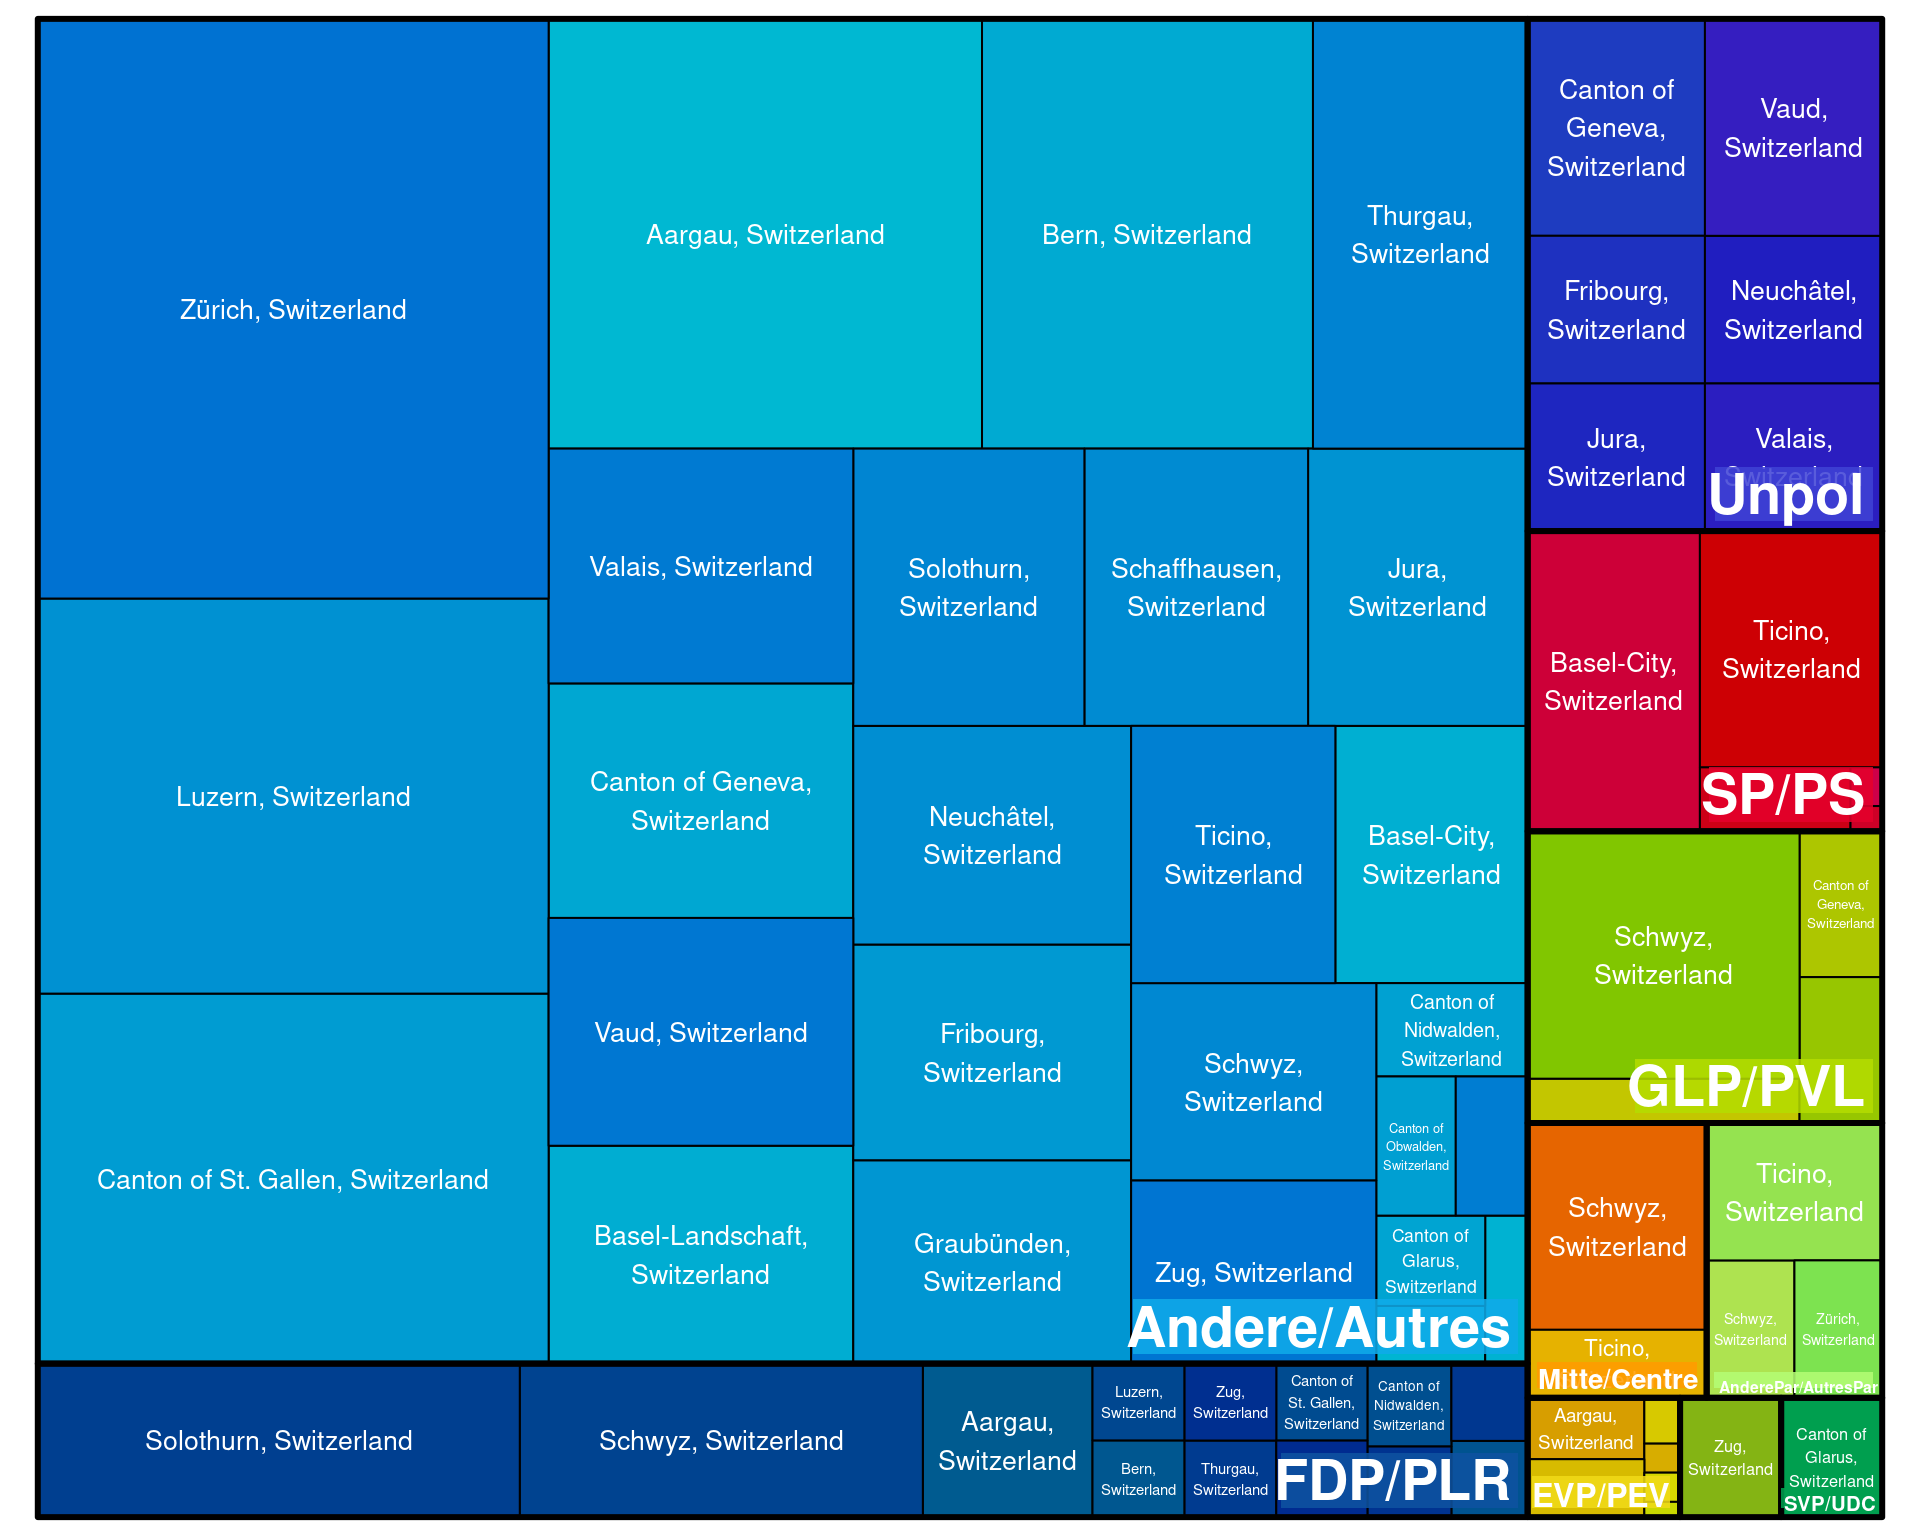 Zürich, Switzerland
Luzern, Switzerland
Canton of St. Gallen, Switzerland
Aargau, Switzerland
Bern, Switzerland
Thurgau,
Switzerland
Valais, Switzerland
Canton of Geneva,
Switzerland
Vaud, Switzerland
Basel-Landschaft,
Switzerland
Solothurn,
Switzerland
Schaffhausen,
Switzerland
Jura,
Switzerland
Neuchâtel,
Switzerland
Fribourg,
Switzerland
Graubünden,
Switzerland
Ticino,
Switzerland
Basel-City,
Switzerland
Schwyz,
Switzerland
Zug, Switzerland
Canton of
Nidwalden,
Switzerland
Canton of
Obwalden,
Switzerland
Canton of
Glarus,
Switzerland
Andere/Autres
Solothurn, Switzerland
Schwyz, Switzerland
Aargau,
Switzerland
Luzern,
Switzerland
Bern,
Switzerland
Zug,
Switzerland
Thurgau,
Switzerland
Canton of
St. Gallen,
Switzerland
Canton of
Nidwalden,
Switzerland
FDP/PLR
Canton of
Geneva,
Switzerland
Vaud,
Switzerland
Fribourg,
Switzerland
Neuchâtel,
Switzerland
Jura,
Switzerland
Valais,
Switzerland
Unpol
Basel-City,
Switzerland
Ticino,
Switzerland
SP/PS
Schwyz,
Switzerland
Canton of
Geneva,
Switzerland
GLP/PVL
Schwyz,
Switzerland
Ticino,
Mitte/Centre
Ticino,
Switzerland
Schwyz,
Switzerland
Zürich,
Switzerland
AnderePar/AutresPar
Aargau,
Switzerland
EVP/PEV
Zug,
Switzerland
Canton of
Glarus,
Switzerland
SVP/UDC